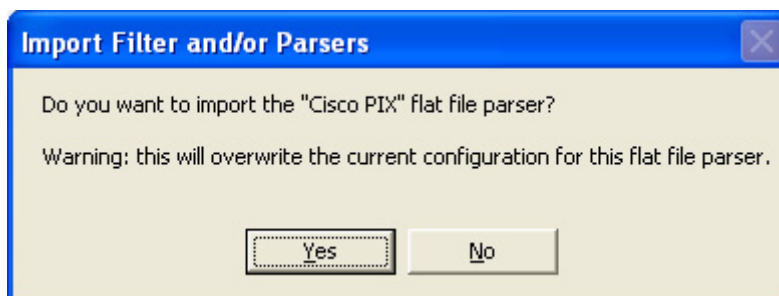 Import Filter and/or Parsers
Do you want to import the "Cisco PIX" flat file parser?
Warning: this will overwrite the current configuration for this flat file parser.
Yes
No